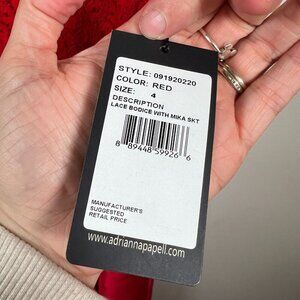 STYLE: 091920220
COLOR: RED
SIZE: 4
DESCRIPTION
LACE BODICE WITH MIKA SKT
8 89448 59926 6
MANUFACTURER'S
SUGGESTED
RETAIL PRICE
www.adriannapapell.com